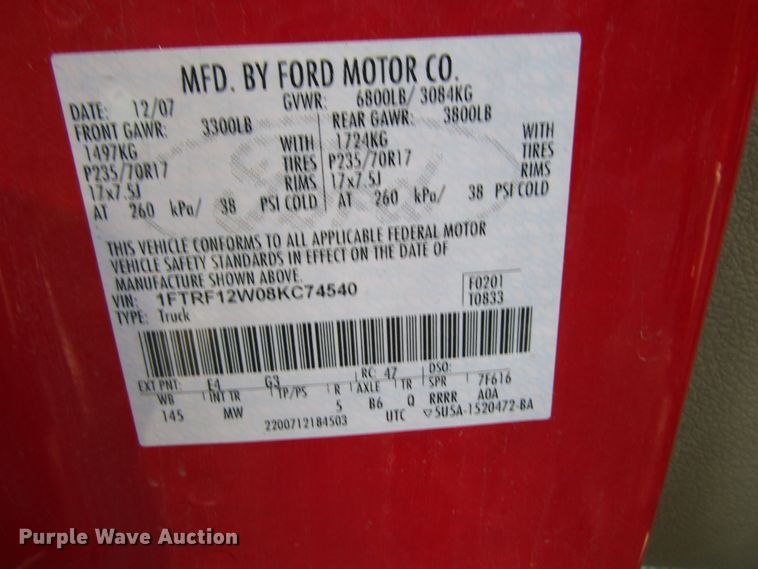 MFD. BY FORD MOTOR CO.
DATE: 12/07 GVWR: 6800LB/ 3084KG
FRONT GAWR: 3300LB REAR GAWR: 3800LB
1497KG WITH 1724KG WITH
P235/70R17 TIRES P235/70R17 TIRES
17x7.5J RIMS 17x7.5J RIMS
AT 260 kPa/ 38 PSI COLD AT 260 kPa/ 38 PSI COLD
THIS VEHICLE CONFORMS TO ALL APPLICABLE FEDERAL MOTOR
VEHICLE SAFETY STANDARDS IN EFFECT ON THE DATE OF
MANUFACTURE SHOWN ABOVE.
VIN: 1FTRF12W08KC74540 F0201
TYPE: Truck T0833
EXT PNT: E4 G3 RC: 47 DSO:
WB INT TR TP/PS R AXLE TR SPR 7F616
145 MW 5 B6 Q RRRR A0A
2200712184503 UTC ▽5U5A-1520472-BA
Purple Wave Auction